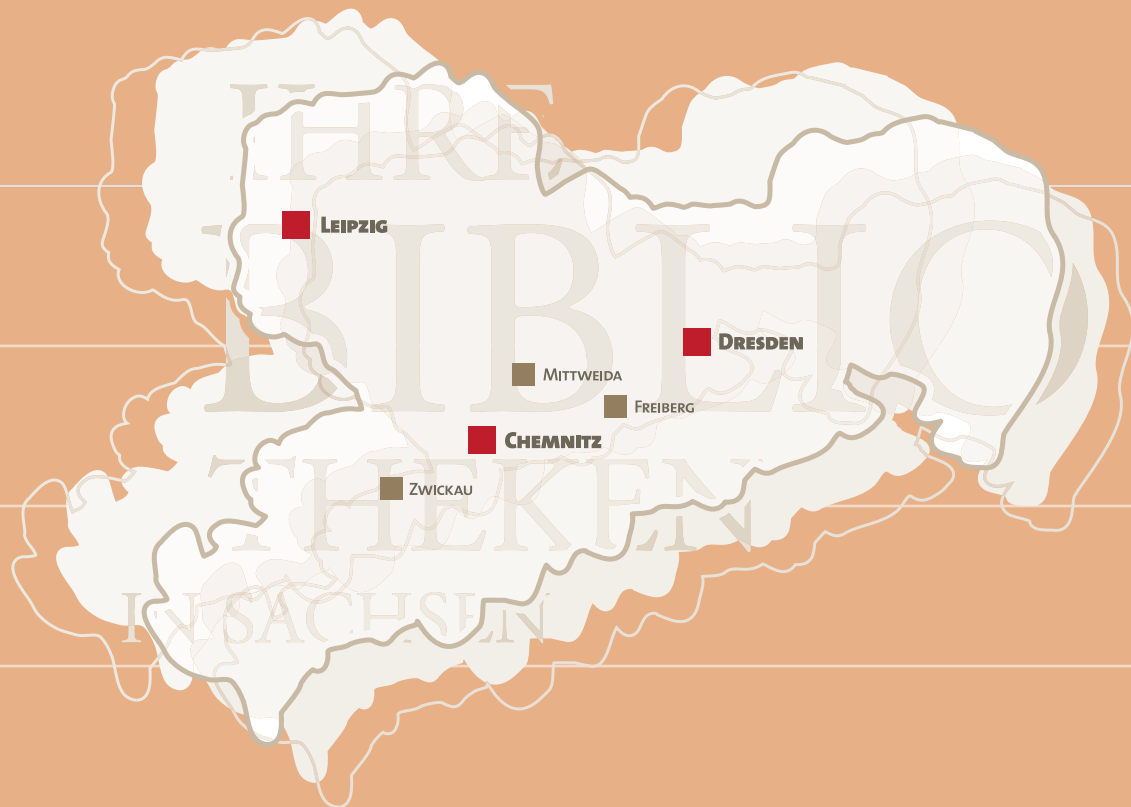 IHRE
LEIPZIG
BIBLIO
DRESDEN
MITTWEIDA
FREIBERG
CHEMNITZ
THEKEN
ZWICKAU
IN SACHSEN